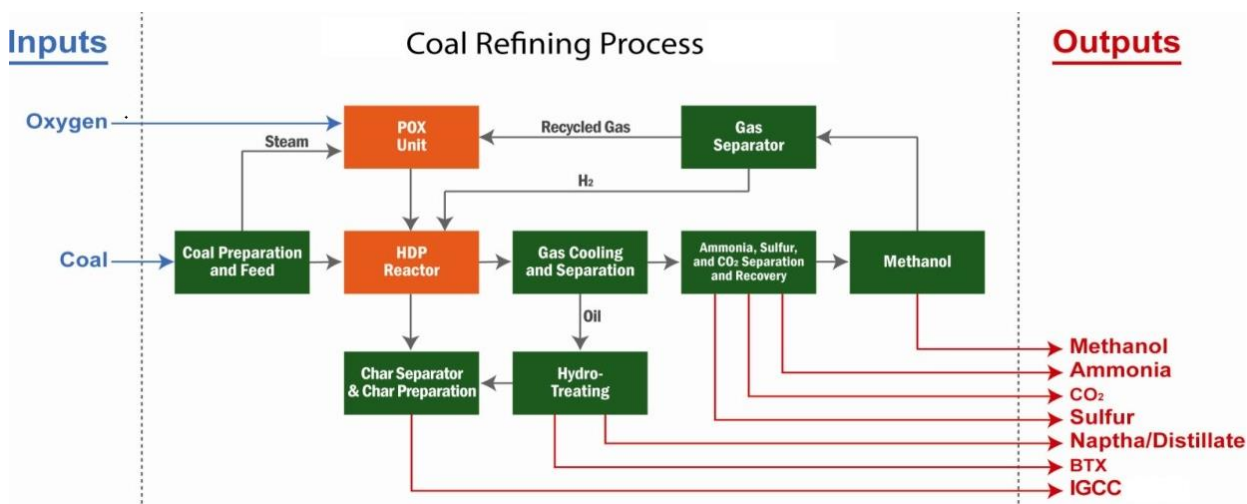 Inputs
Coal Refining Process
Outputs
Oxygen
POX
Unit
Recycled Gas
Gas
Separator
Steam
H₂
Coal
Coal Preparation
and Feed
HDP
Reactor
Gas Cooling
and Separation
Ammonia, Sulfur,
and CO₂ Separation
and Recovery
Methanol
Oil
Char Separator
& Char Preparation
Hydro-
Treating
Methanol
Ammonia
CO₂
Sulfur
Naptha/Distillate
BTX
IGCC